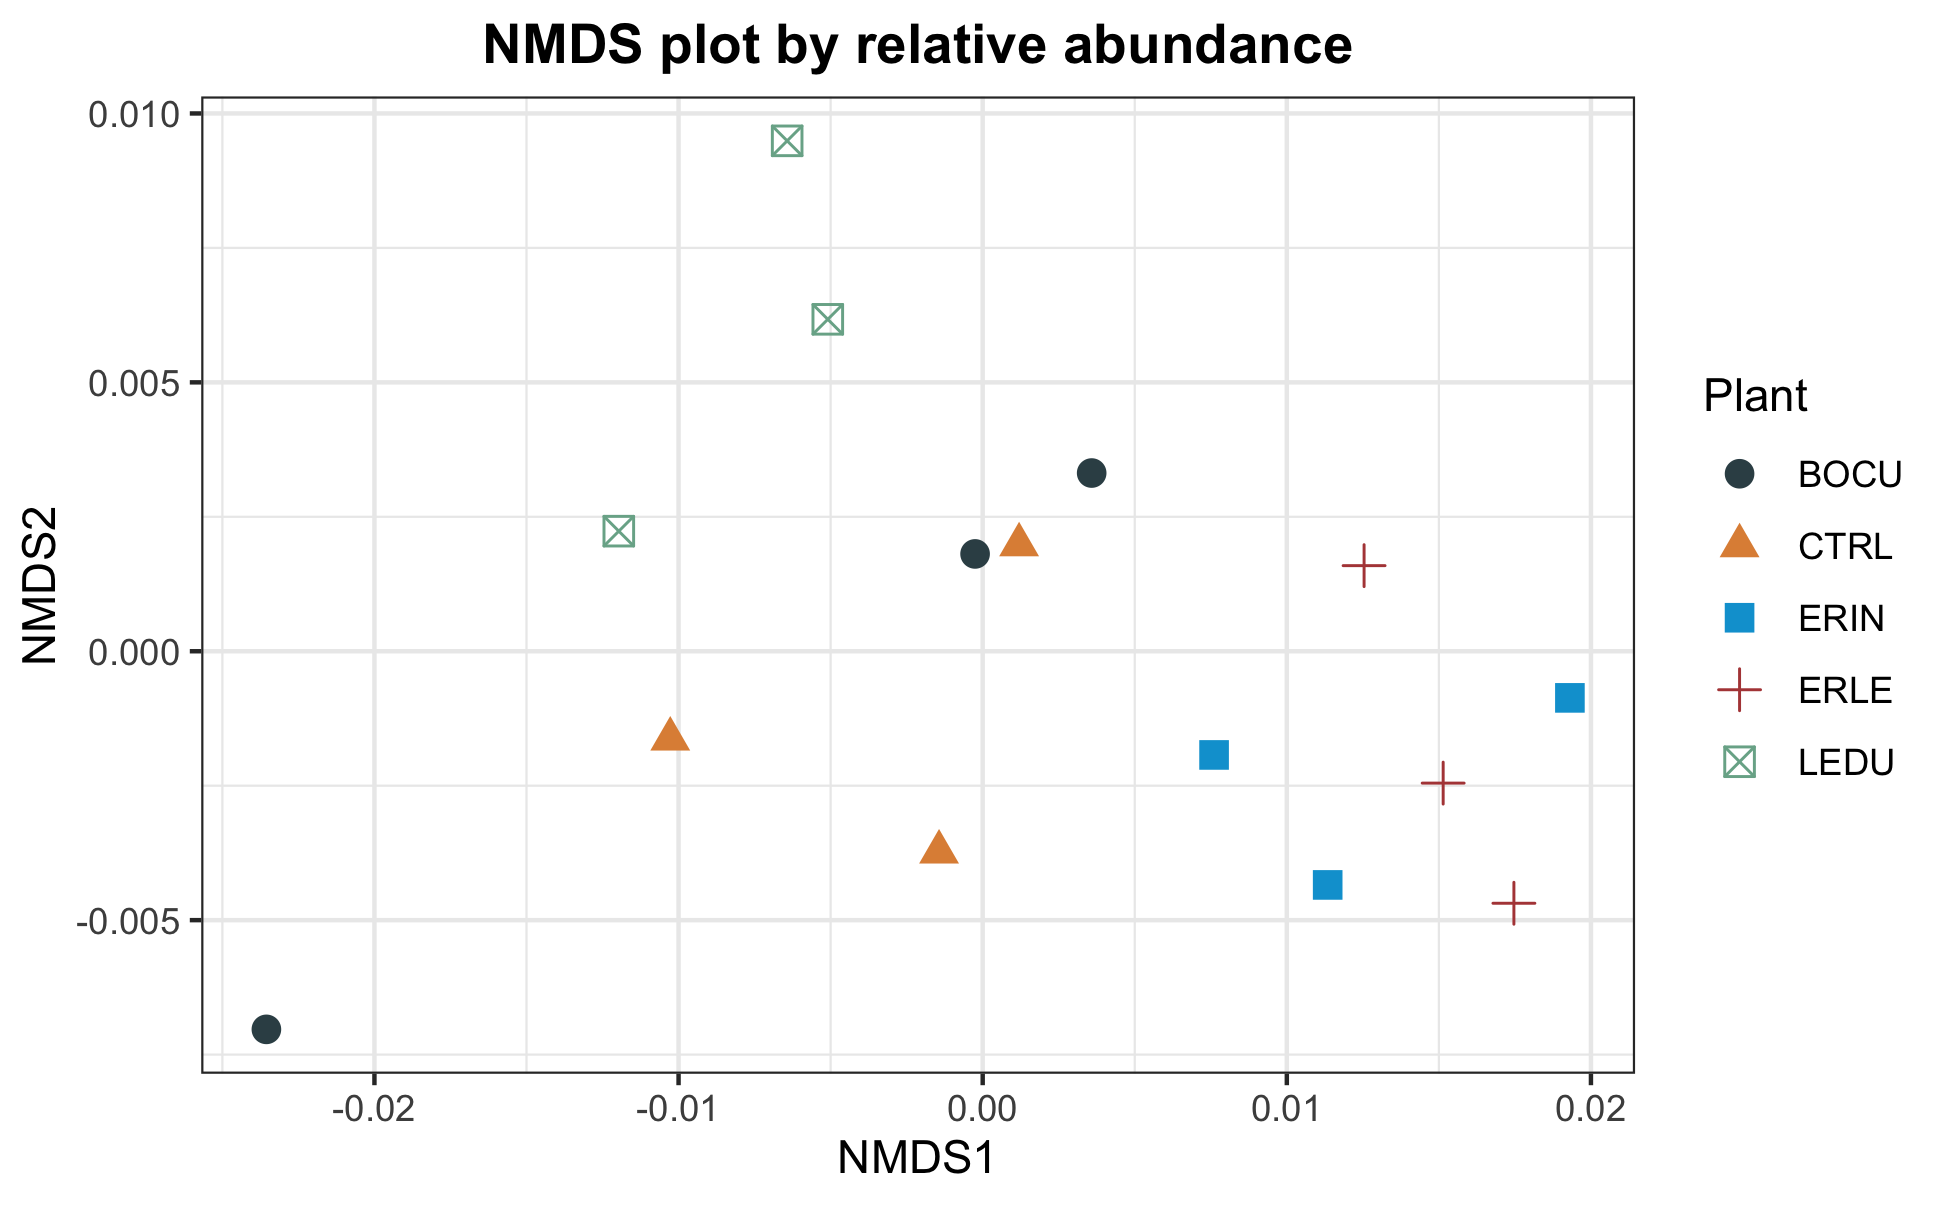 NMDS plot by relative abundance
0.010
0.005
0.000
-0.005
NMDS2
-0.02
-0.01
0.00
0.01
0.02
NMDS1
Plant
BOCU
CTRL
ERIN
ERLE
LEDU